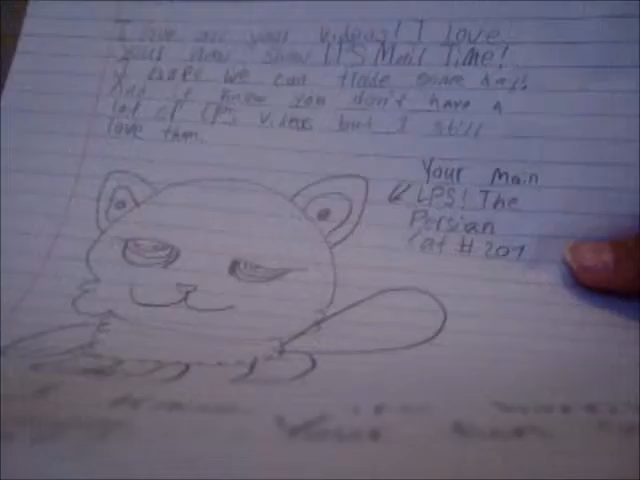 I love all your videos! I love
your new show LPS Mail Time!
I hope we can trade some day!
And I know you don't have a
lot of LPS videos but I still
love them.
Your Main
LPS! The
Persian
Cat # 201